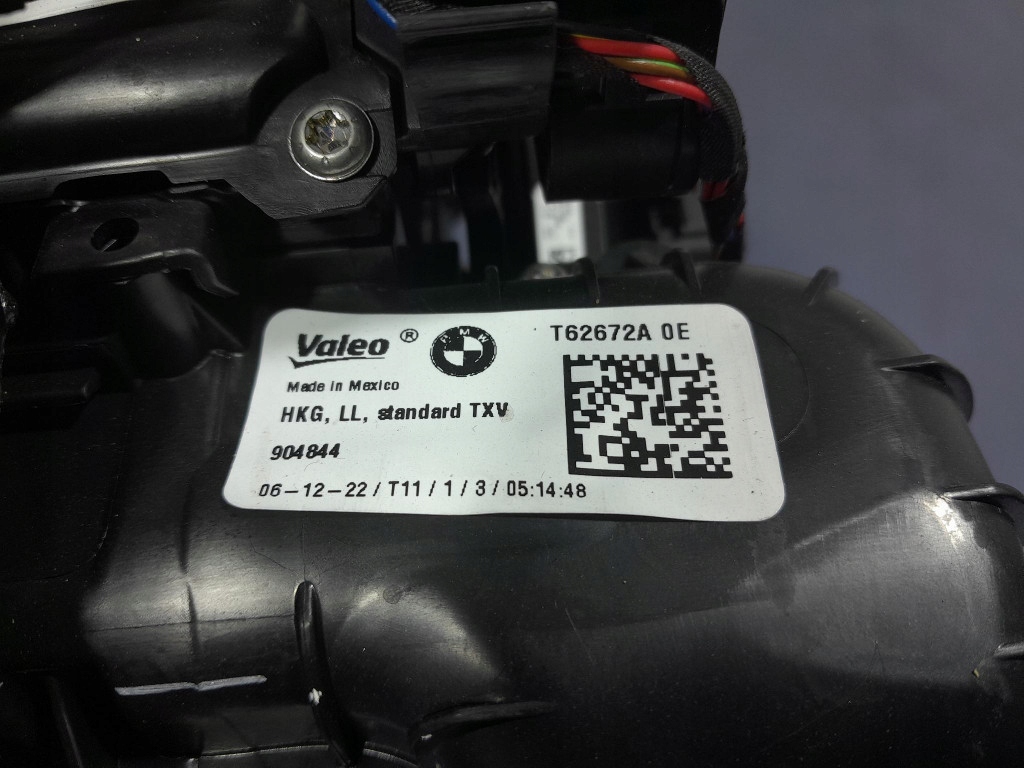 Valeo ®
BMW
T62672A 0E
Made in Mexico
HKG, LL, standard TXV
904844
06-12-22 / T11 / 1 / 3 / 05:14:48